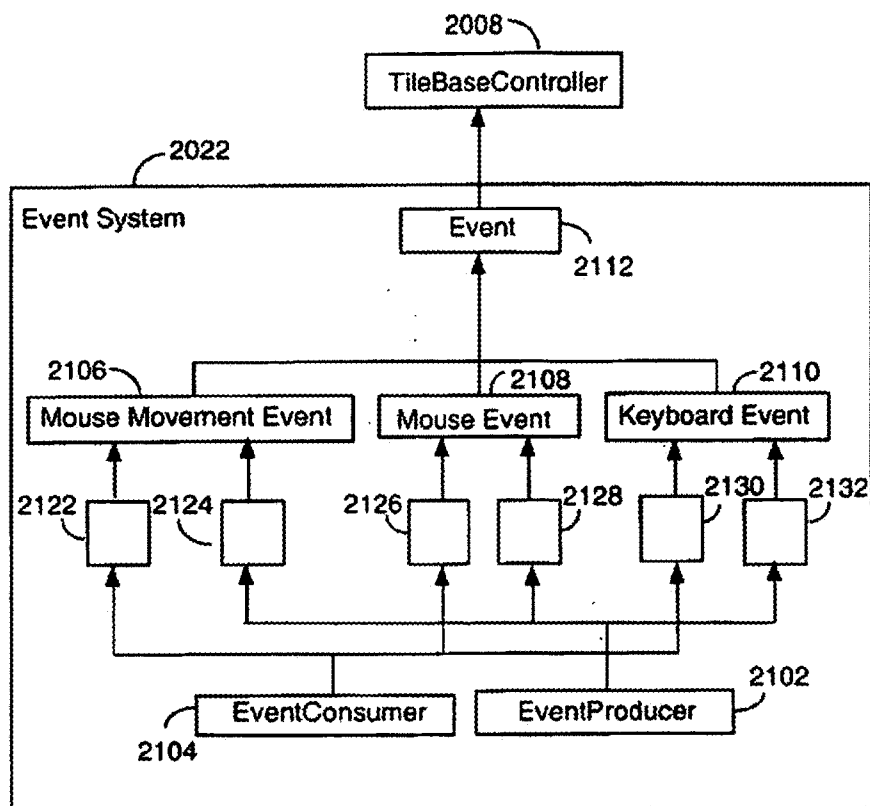 2008
TileBaseController
2022
Event System
Event
2112
2106
2108
2110
Mouse Movement Event
Mouse Event
Keyboard Event
2122
2124
2126
2128
2130
2132
EventConsumer
EventProducer
2102
2104